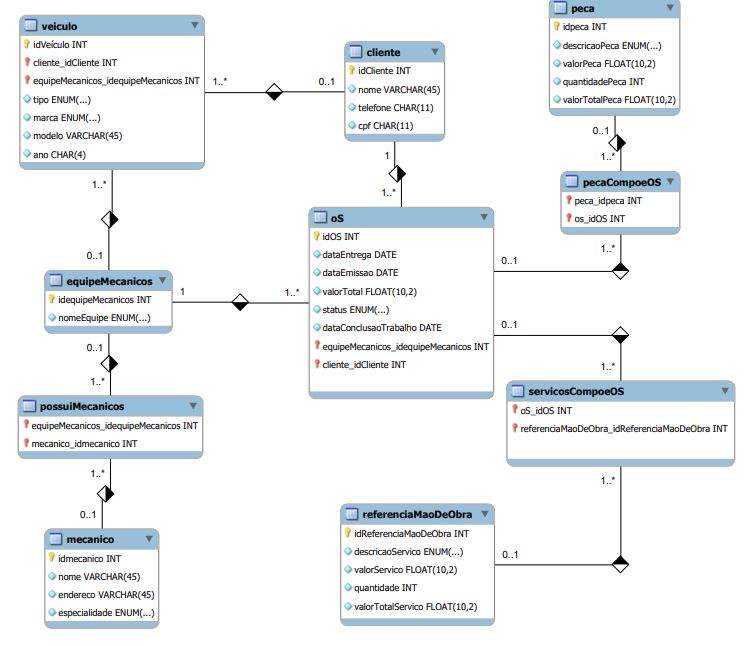 veiculo
idVeículo INT
cliente_idCliente INT
equipeMecanicos_idequipeMecanicos INT
tipo ENUM(...)
marca ENUM(...)
modelo VARCHAR(45)
ano CHAR(4)
1..*
0..1
cliente
idCliente INT
nome VARCHAR(45)
telefone CHAR(11)
cpf CHAR(11)
peca
idpeca INT
descricaoPeca ENUM(...)
valorPeca FLOAT(10,2)
quantidadePeca INT
valorTotalPeca FLOAT(10,2)
0..1
1..*
pecaCompoeOS
peca_idpeca INT
os_idOS INT
1..*
0..1
1
1..*
oS
idOS INT
dataEntrega DATE
dataEmissao DATE
valorTotal FLOAT(10,2)
status ENUM(...)
dataConclusaoTrabalho DATE
equipeMecanicos_idequipeMecanicos INT
cliente_idCliente INT
1..*
0..1
equipeMecanicos
idequipeMecanicos INT
nomeEquipe ENUM(...)
1
1..*
0..1
1..*
0..1
1..*
possuiMecanicos
equipeMecanicos_idequipeMecanicos INT
mecanico_idmecanico INT
servicosCompoeOS
oS_idOS INT
referenciaMaoDeObra_idReferenciaMaoDeObra INT
1..*
0..1
1..*
0..1
mecanico
idmecanico INT
nome VARCHAR(45)
endereco VARCHAR(45)
especialidade ENUM(...)
referenciaMaoDeObra
idReferenciaMaoDeObra INT
descricaoServico ENUM(...)
valorServico FLOAT(10,2)
quantidade INT
valorTotalServico FLOAT(10,2)